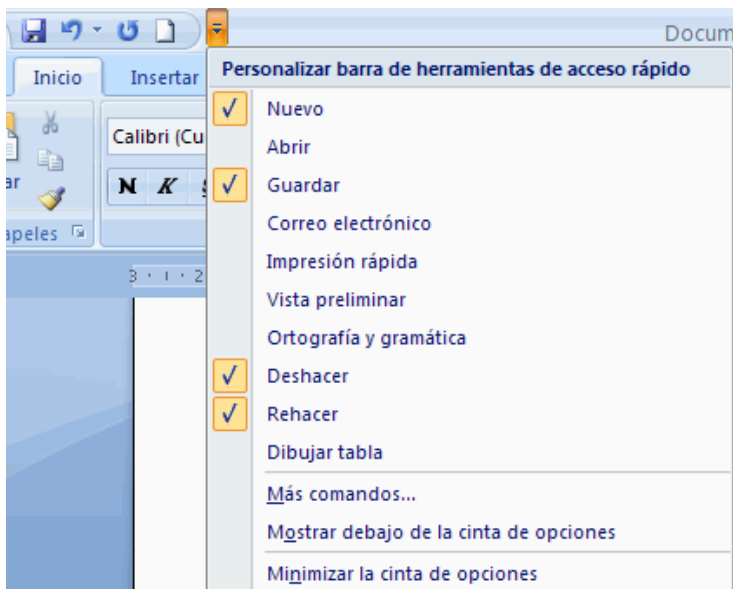 Docum
Inicio Insertar
Personalizar barra de herramientas de acceso rápido
Nuevo
Calibri (Cu
Abrir
ar
N K S
Guardar
apeles
Correo electrónico
Impresión rápida
3 · ı · 2
Vista preliminar
Ortografía y gramática
Deshacer
Rehacer
Dibujar tabla
Más comandos...
Mostrar debajo de la cinta de opciones
Minimizar la cinta de opciones